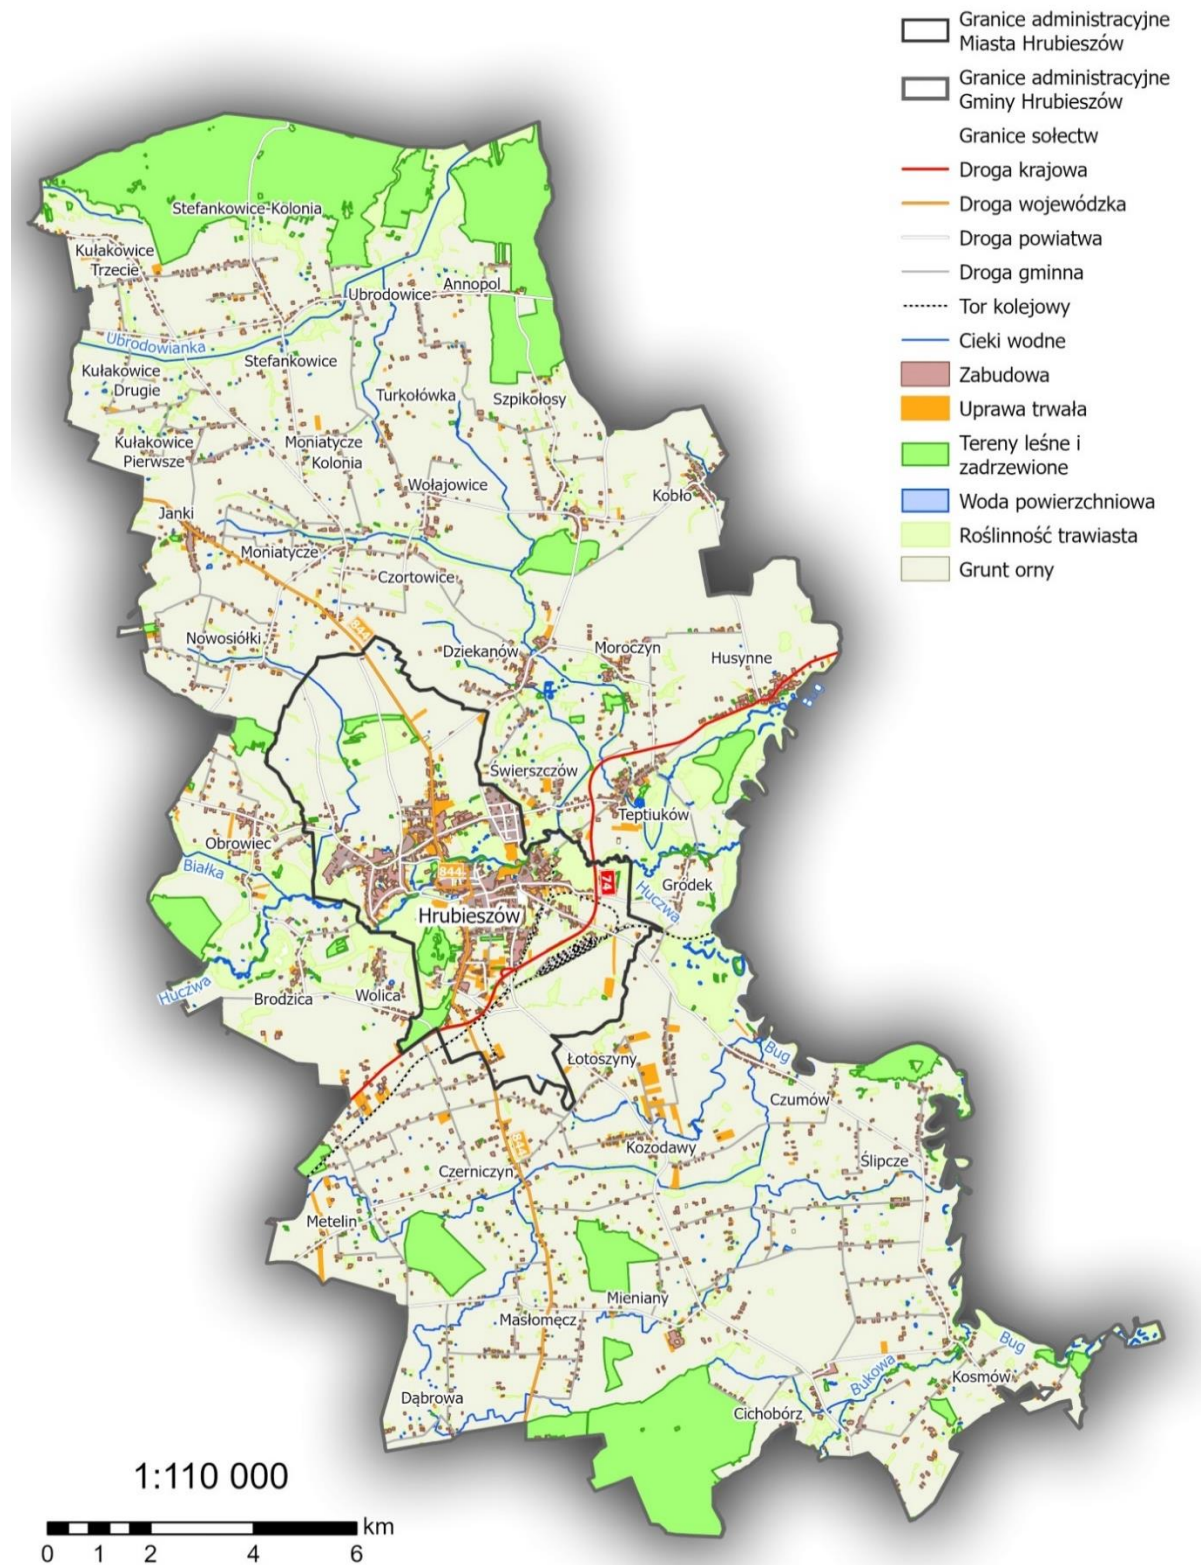 Granice administracyjne
Miasta Hrubieszów
Granice administracyjne
Gminy Hrubieszów
Granice sołectw
Droga krajowa
Droga wojewódzka
Droga powiatwa
Droga gminna
Tor kolejowy
Cieki wodne
Zabudowa
Uprawa trwała
Tereny leśne i
zadrzewione
Woda powierzchniowa
Roślinność trawiasta
Grunt orny
Stefankowice-Kolonia
Kułakowice
Trzecie
Annopol
Ubrodowice
Ubrodowianka
Stefankowice
Kułakowice
Drugie
Turkołówka
Szpikołosy
Kułakowice
Pierwsze
Moniatycze
Kolonia
Wołajowice
Kobło
Janki
Moniatycze
Czortowice
844
Nowosiółki
Dziekanów
Moroczyn
Husynne
Bug
Świerszczów
Teptiuków
Obrowiec
Białka
844
74
Gródek
Huczwa
Hrubieszów
Huczwa
Brodzica
Wolica
Łotoszyny
Bug
Czumów
844
Kozodawy
Ślipcze
Czerniczyn
Metelin
Mieniany
Masłomęcz
Bug
Bukowa
Kosmów
Dąbrowa
Cichobórz
1:110 000
km
0 1 2 4 6